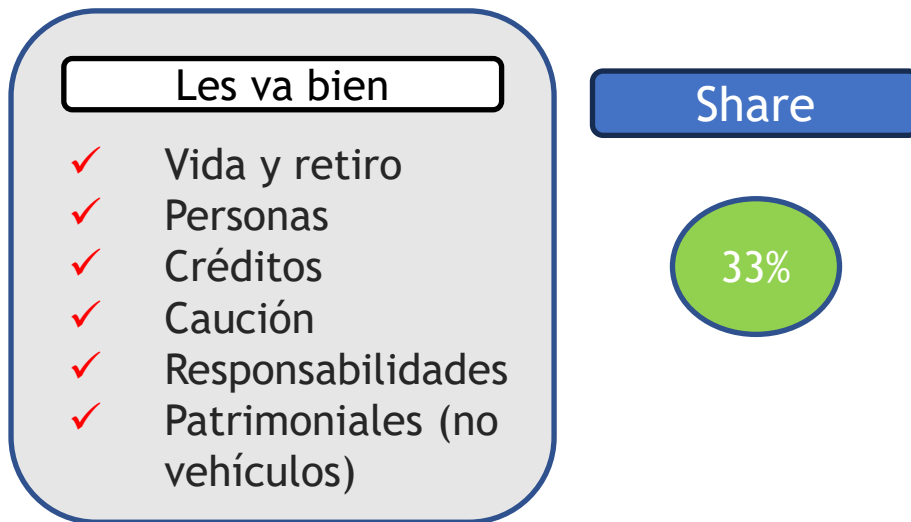 Les va bien
Vida y retiro
Personas
Créditos
Caución
Responsabilidades
Patrimoniales (no
vehículos)
Share
33%